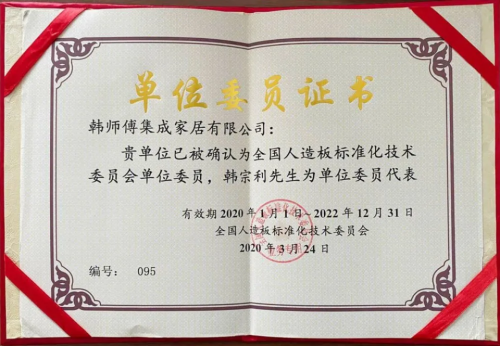 单位委员证书
韩师傅集成家居有限公司：
贵单位已被确认为全国人造板标准化技术
委员会单位委员，韩宗利先生为单位委员代表
有效期2020年1月1日～2022年12月31日
全国人造板标准化技术委员会
2020年3月24日
编号： 095